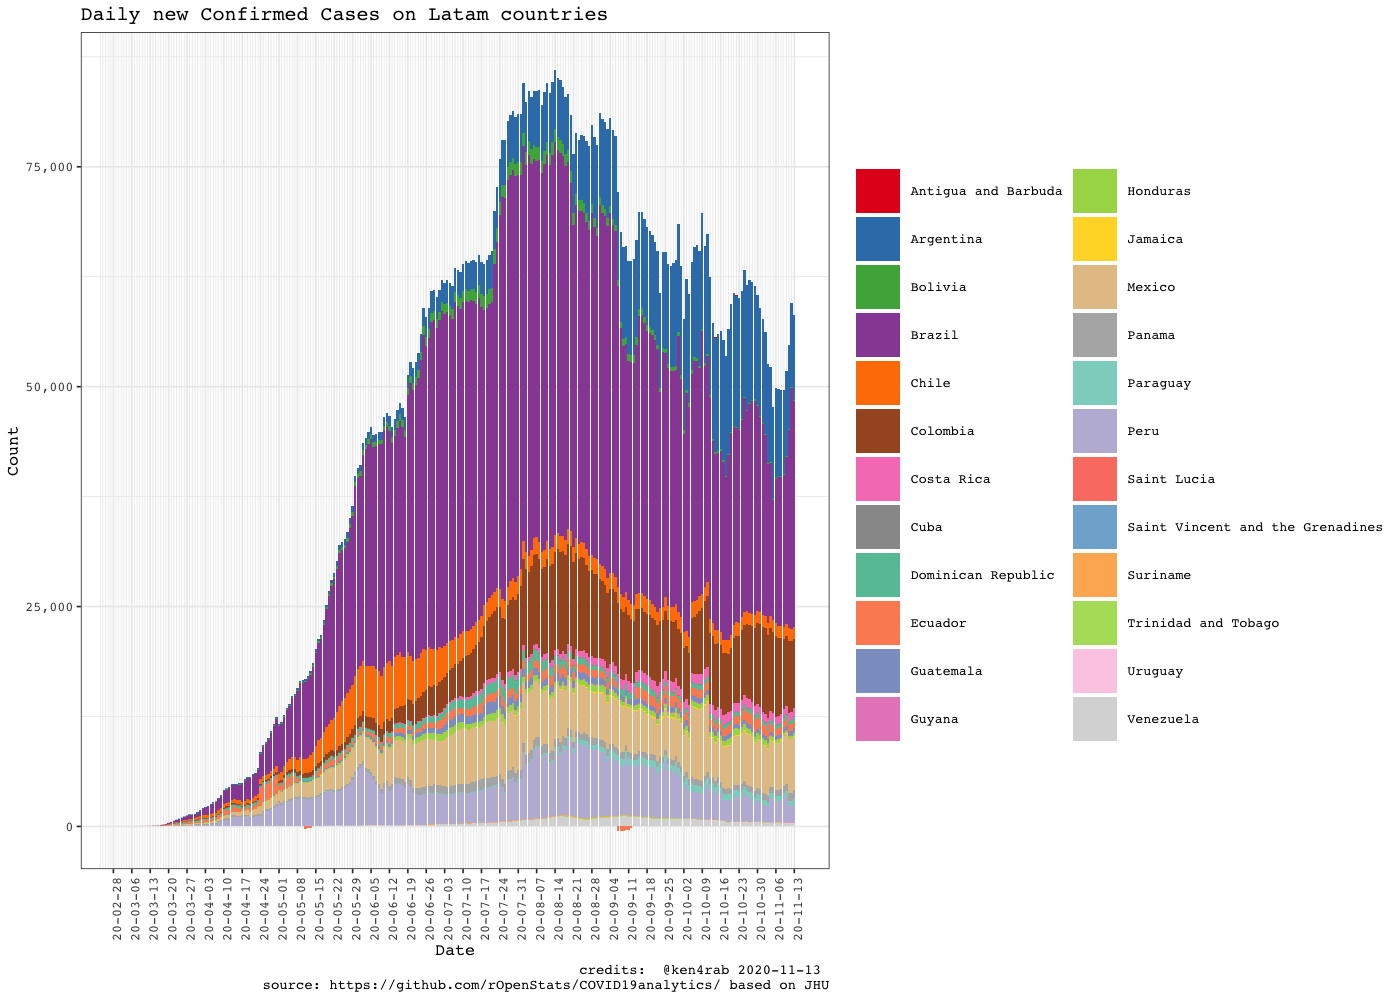 Daily new Confirmed Cases on Latam countries
Count
75,000
50,000
25,000
0
20-02-28
20-03-06
20-03-13
20-03-20
20-03-27
20-04-03
20-04-10
20-04-17
20-04-24
20-05-01
20-05-08
20-05-15
20-05-22
20-05-29
20-06-05
20-06-12
20-06-19
20-06-26
20-07-03
20-07-10
20-07-17
20-07-24
20-07-31
20-08-07
20-08-14
20-08-21
20-08-28
20-09-04
20-09-11
20-09-18
20-09-25
20-10-02
20-10-09
20-10-16
20-10-23
20-10-30
20-11-06
20-11-13
Date
Antigua and Barbuda
Argentina
Bolivia
Brazil
Chile
Colombia
Costa Rica
Cuba
Dominican Republic
Ecuador
Guatemala
Guyana
Honduras
Jamaica
Mexico
Panama
Paraguay
Peru
Saint Lucia
Saint Vincent and the Grenadines
Suriname
Trinidad and Tobago
Uruguay
Venezuela
credits:  @ken4rab 2020-11-13
source: https://github.com/rOpenStats/COVID19analytics/ based on JHU